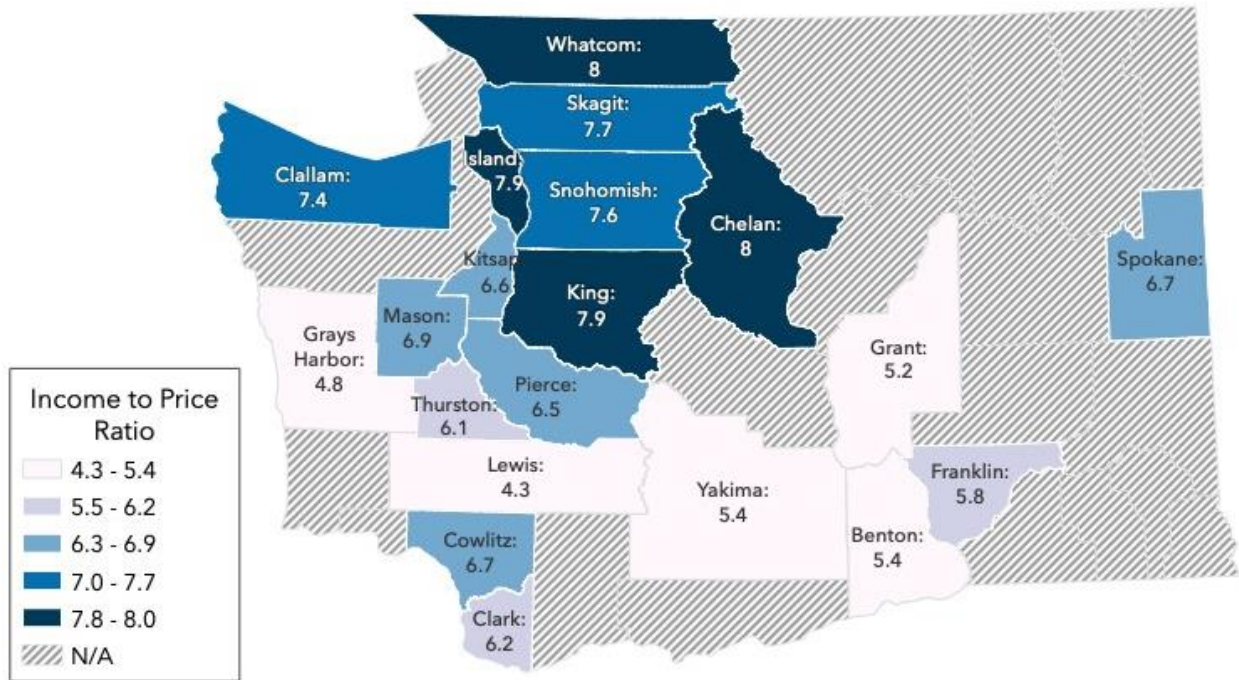 Whatcom:
8
Skagit:
7.7
Island
7.9
Clallam:
7.4
Snohomish:
7.6
Chelan:
8
Kitsap
6.6
Spokane:
6.7
King:
7.9
Mason:
6.9
Grays
Harbor:
4.8
Grant:
5.2
Pierce:
6.5
Thurston:
6.1
Lewis:
4.3
Yakima:
5.4
Franklin:
5.8
Benton:
5.4
Cowlitz:
6.7
Clark:
6.2
Income to Price
Ratio
4.3 - 5.4
5.5 - 6.2
6.3 - 6.9
7.0 - 7.7
7.8 - 8.0
N/A